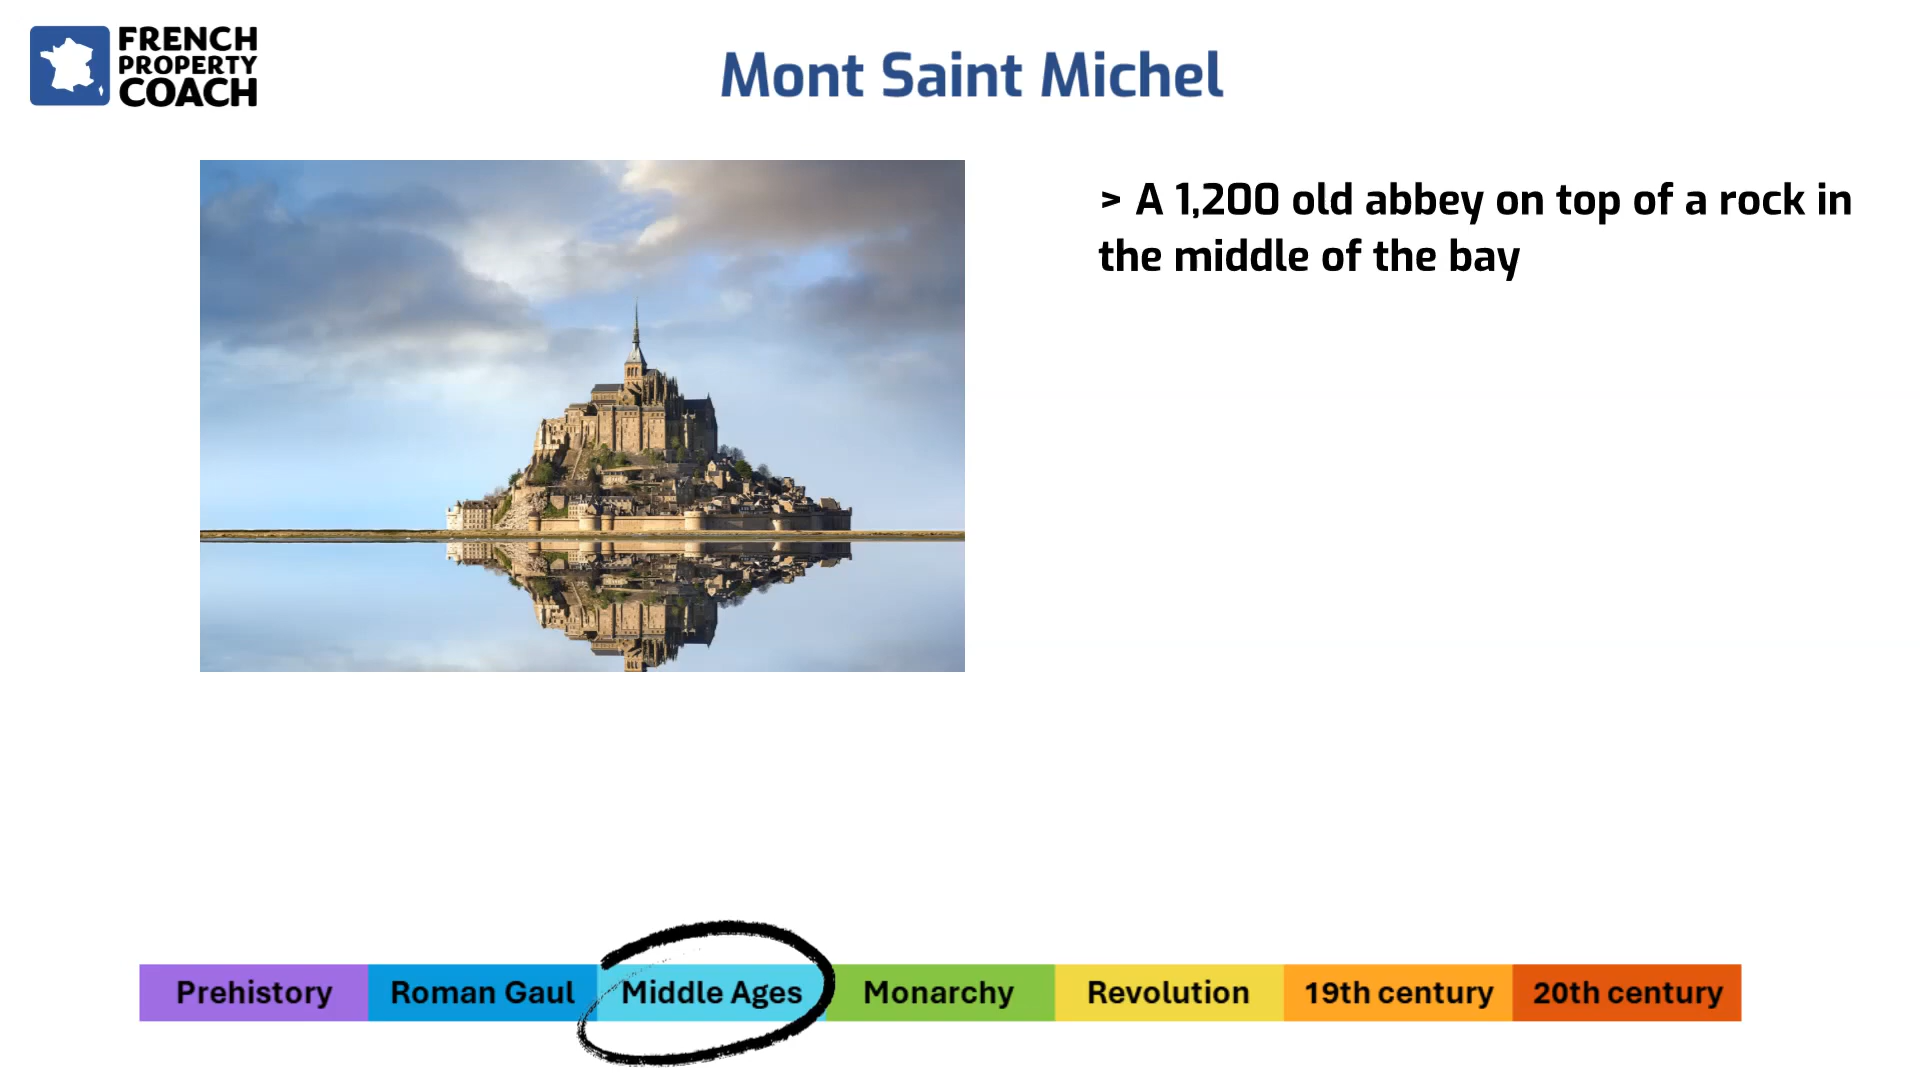 FRENCH
PROPERTY
COACH
Mont Saint Michel
> A 1,200 old abbey on top of a rock in
the middle of the bay
Prehistory
Roman Gaul
Middle Ages
Monarchy
Revolution
19th century
20th century